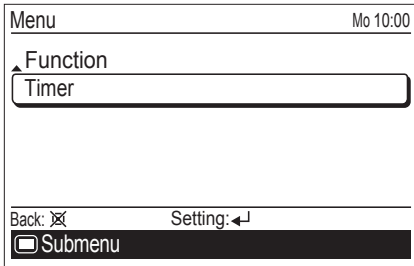 Menu Mo 10:00
Function
Timer
Back: Setting:
Submenu